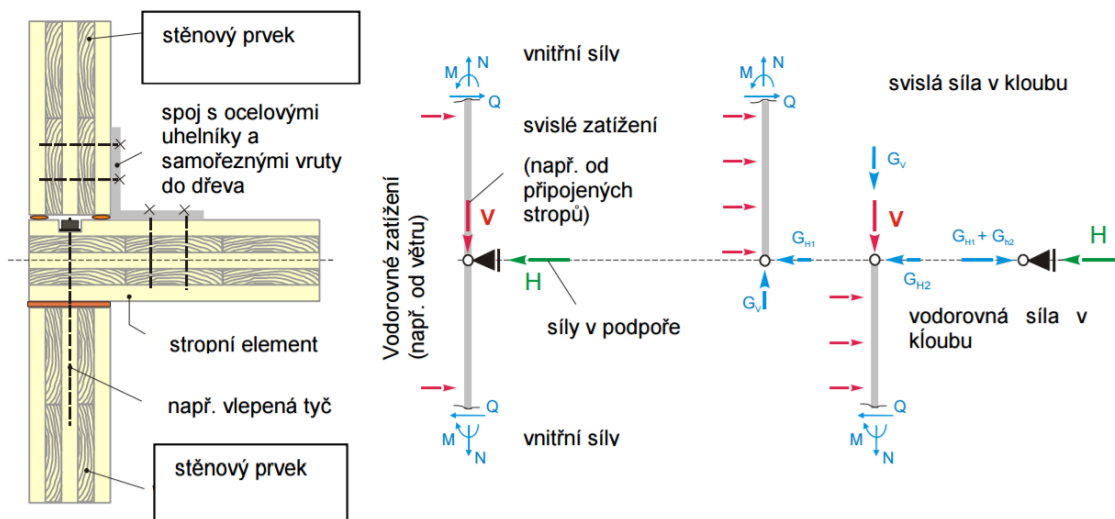 stěnový prvek
spoj s ocelovými
uhelníky a
samořeznými vruty
do dřeva
stropní element
např. vlepená tyč
stěnový prvek
Vodorovné zatížení
(např. od větru)
vnitřní síly
N
M
Q
svislé zatížení
(např. od
připojených
stropů)
V
H
síly v podpoře
Q
M
N
vnitřní síly
N
M
Q
svislá síla v kloubu
G_V
V
G_H1
G_H1 + G_h2
H
G_V
G_H2
vodorovná síla v
kĺoubu
Q
M
N